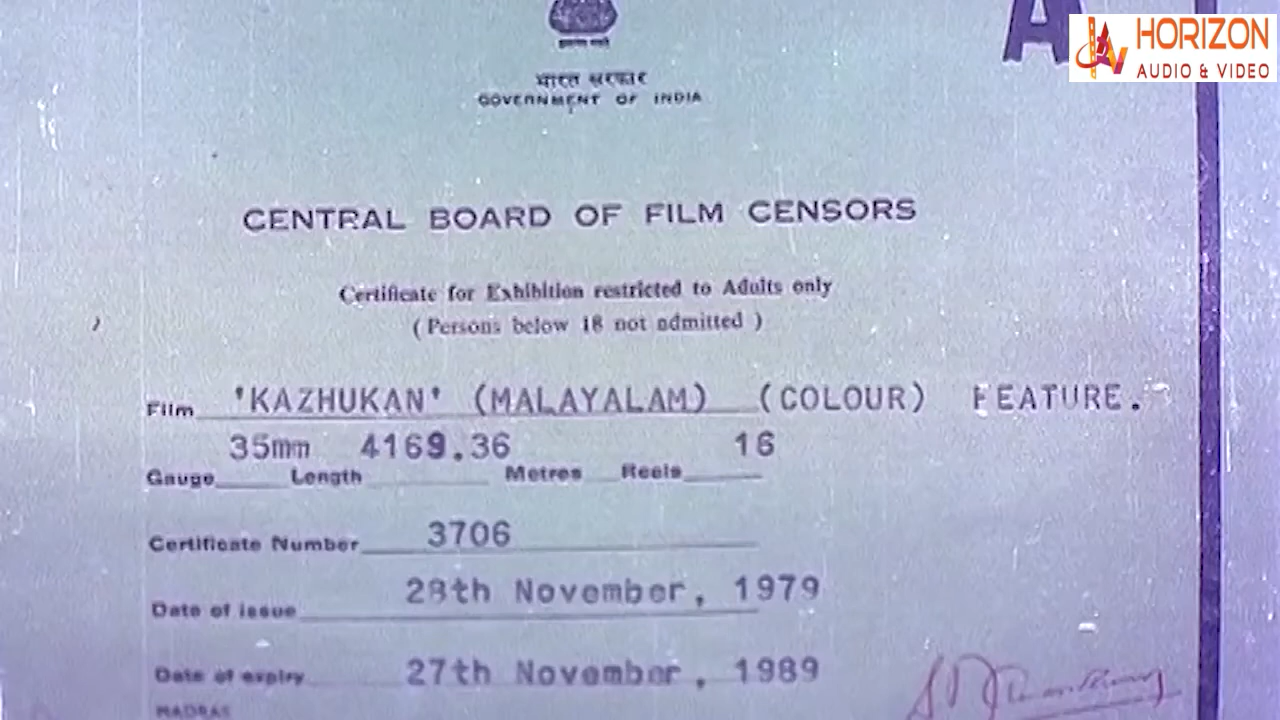 A
HORIZON
AUDIO & VIDEO
भारत सरकार
GOVERNMENT OF INDIA
CENTRAL BOARD OF FILM CENSORS
Certificate for Exhibition restricted to Adults only
( Persons below 18 not admitted )
Film 'KAZHUKAN' (MALAYALAM) (COLOUR) FEATURE.
35mm 4169.36 16
Gauge Length Metres Reels
Certificate Number 3706
Date of issue 28th November, 1979
Date of expiry 27th November, 1989
MADRAS